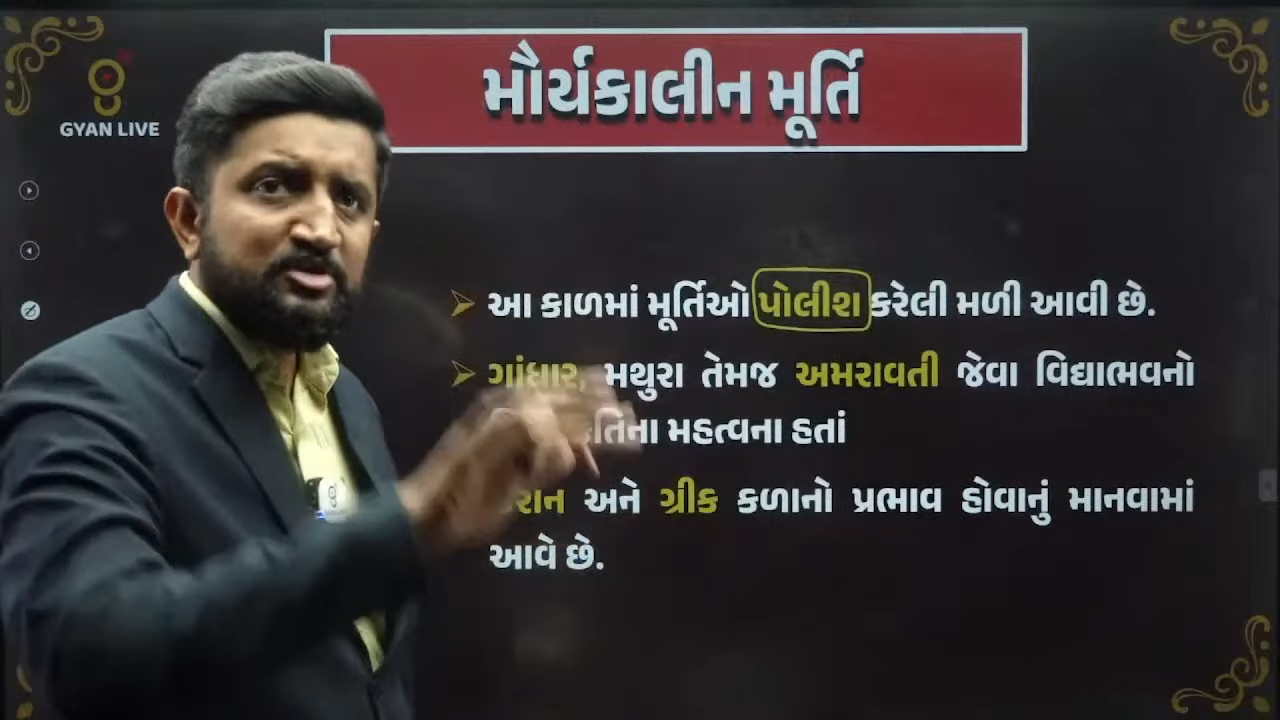 મૌર્યકાલીન મૂર્તિ
GYAN LIVE
આ કાળમાં મૂર્તિઓ પોલીશ કરેલી મળી આવી છે.
ગાંધાર, મથુરા તેમજ અમરાવતી જેવા વિદ્યાભવનો
મહત્વના હતાં
અને ગ્રીક કળાનો પ્રભાવ હોવાનું માનવામાં
આવે છે.